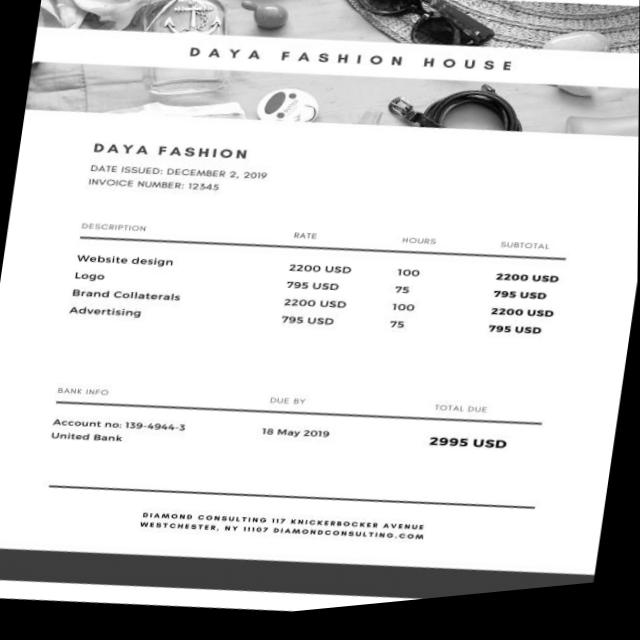 DAYA FASHION HOUSE
DAYA FASHION
DATE ISSUED: DECEMBER 2, 2019
INVOICE NUMBER: 12345
DESCRIPTION RATE HOURS SUBTOTAL
Website design 2200 USD 100 2200 USD
Logo 795 USD 75 795 USD
Brand Collaterals 2200 USD 100 2200 USD
Advertising 795 USD 75 795 USD
BANK INFO DUE BY TOTAL DUE
Account no: 139-4944-3 18 May 2019 2995 USD
United Bank
DIAMOND CONSULTING 117 KNICKERBOCKER AVENUE
WESTCHESTER, NY 11107 DIAMONDCONSULTING.COM